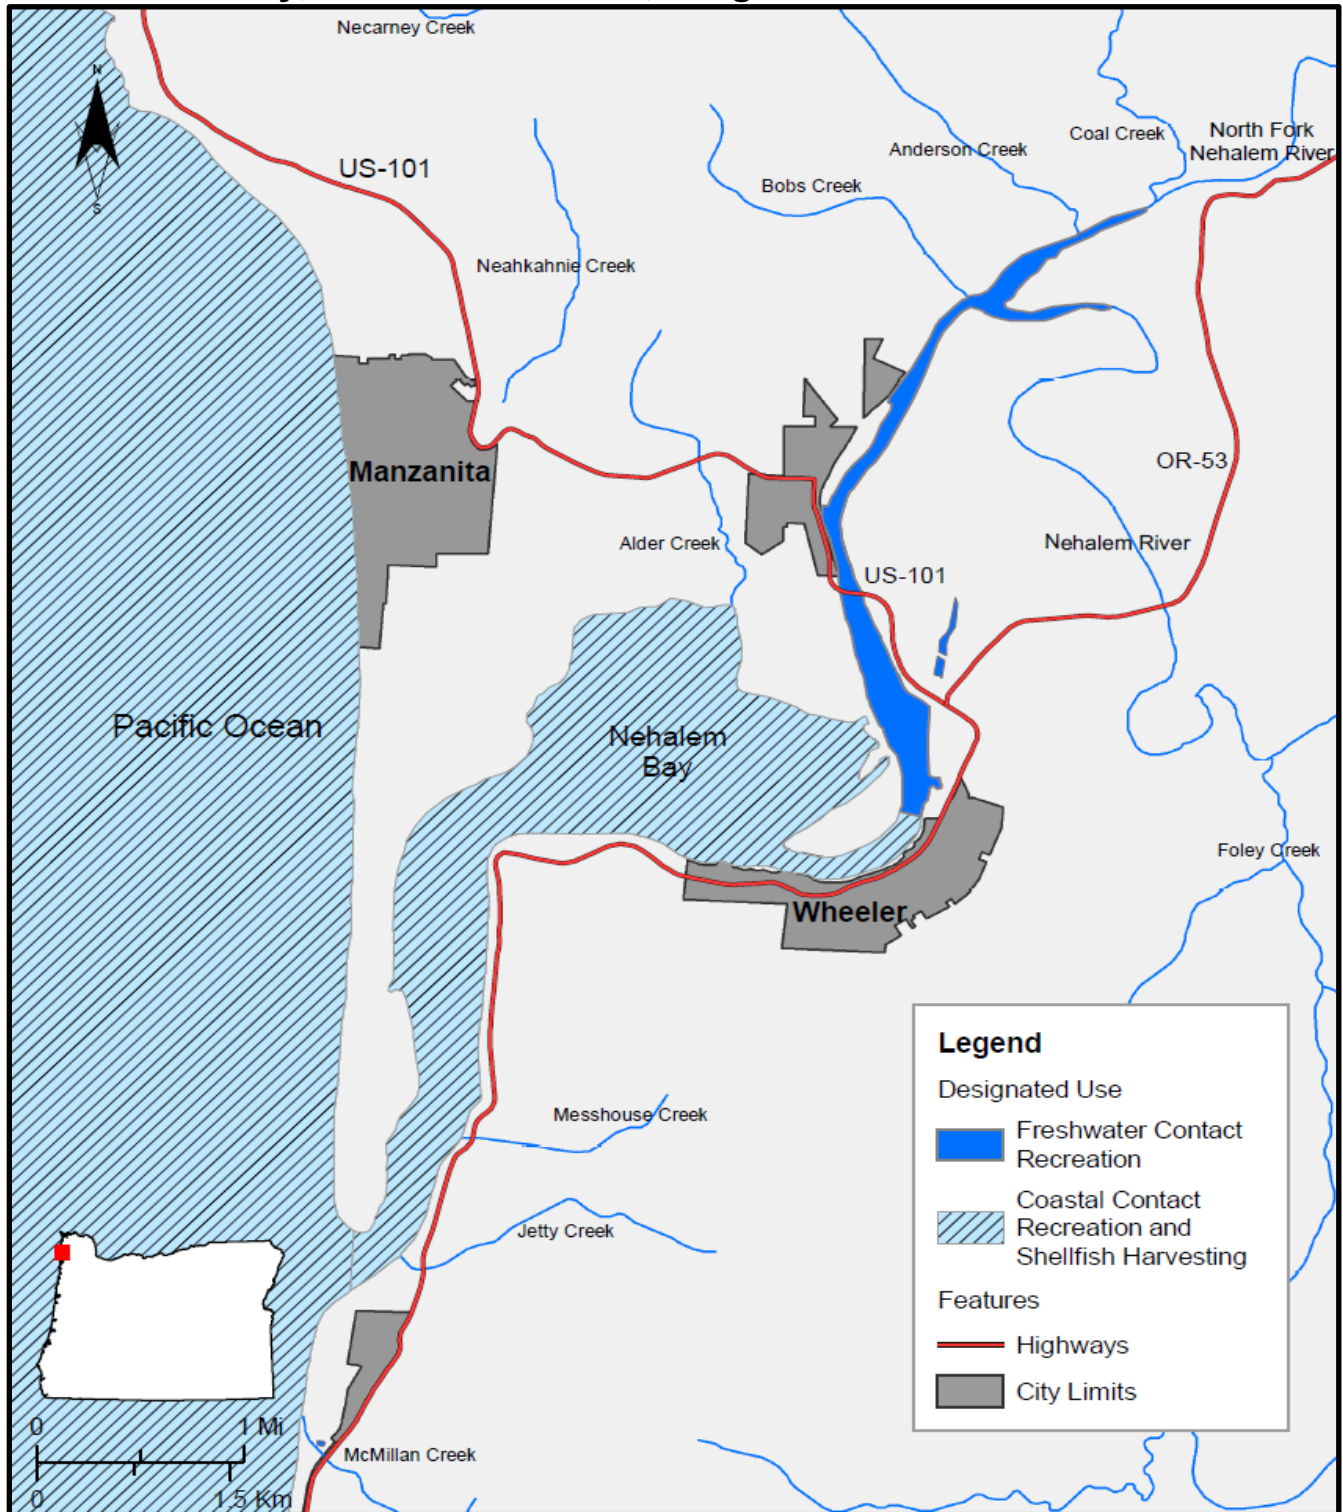 Necarney Creek
N
S
US-101
Coal Creek
North Fork
Nehalem River
Anderson Creek
Bobs Creek
Neahkahnie Creek
Manzanita
OR-53
Alder Creek
Nehalem River
US-101
Pacific Ocean
Nehalem
Bay
Foley Creek
Wheeler
Messhouse Creek
Jetty Creek
McMillan Creek
Legend
Designated Use
Freshwater Contact
Recreation
Coastal Contact
Recreation and
Shellfish Harvesting
Features
Highways
City Limits
0
1 Mi
0
1.5 Km